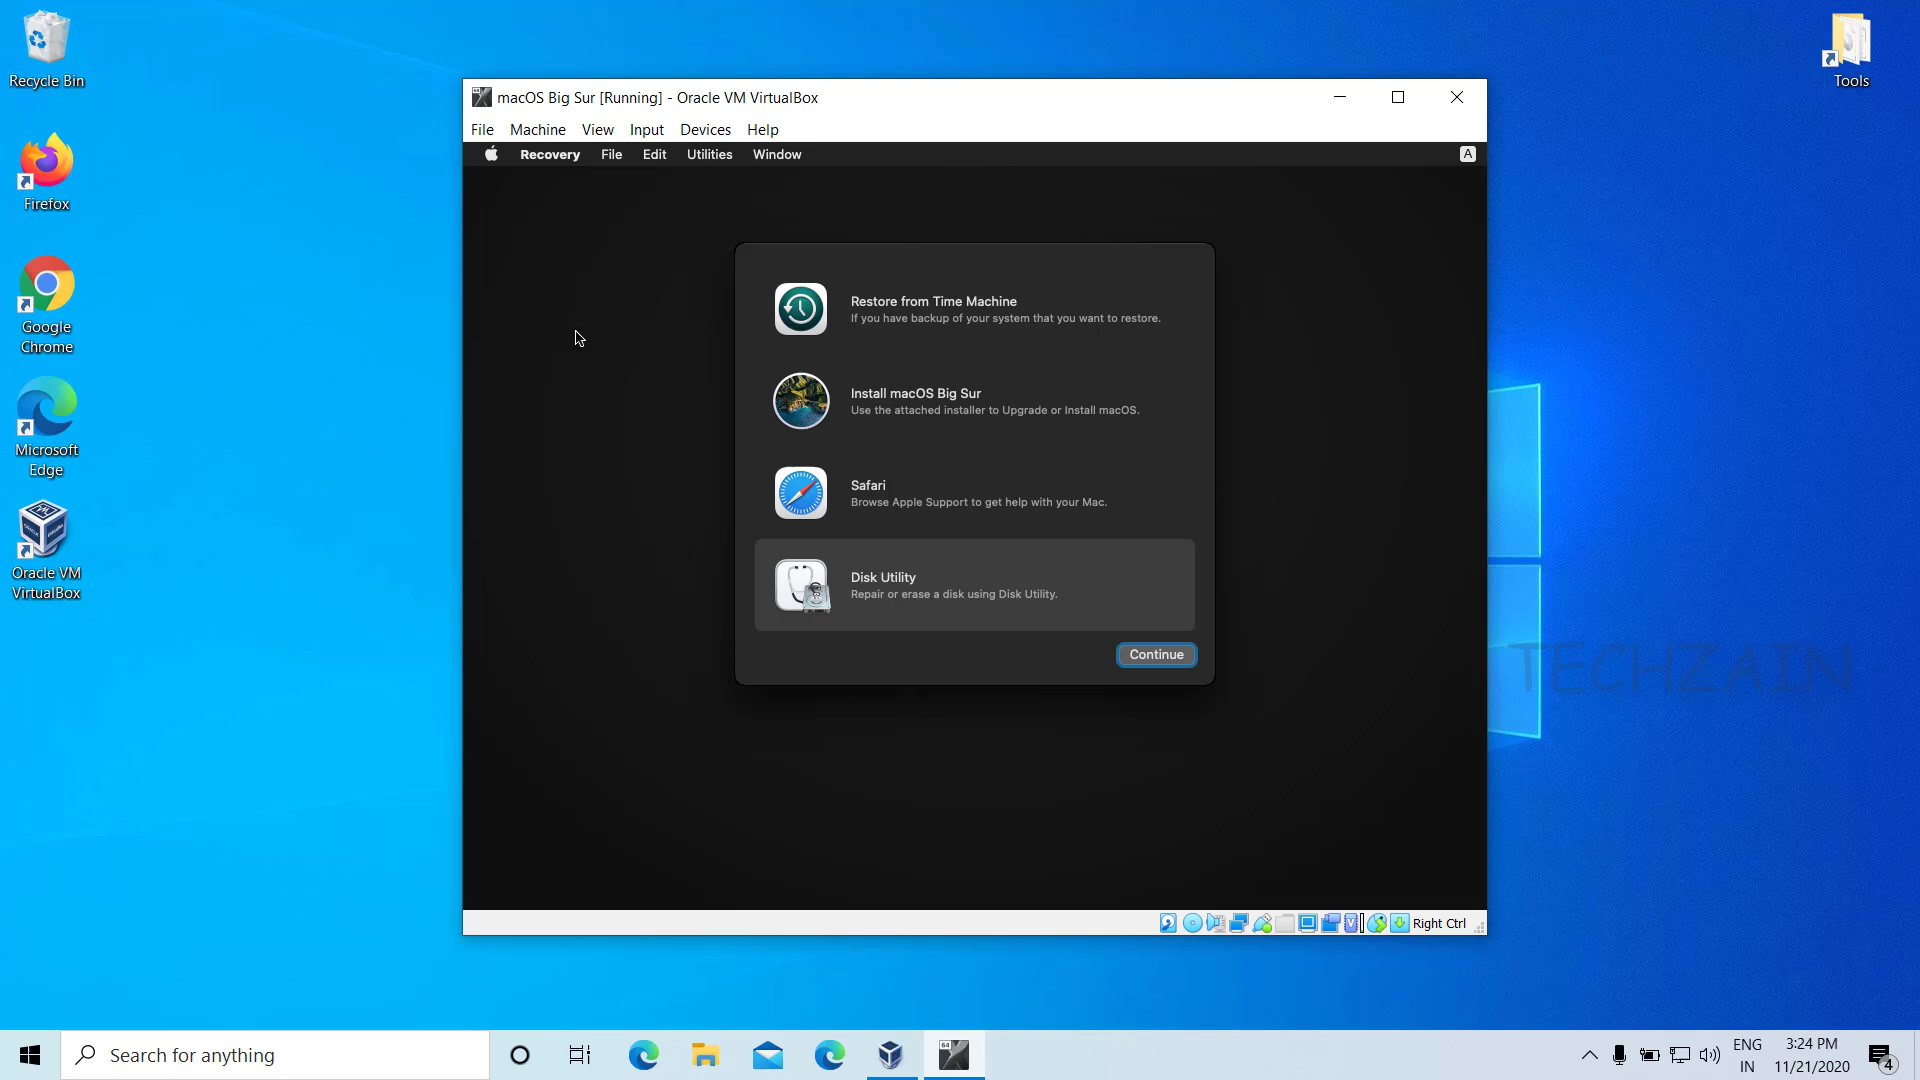 Recycle Bin
Tools
macOS Big Sur [Running] - Oracle VM VirtualBox
File Machine View Input Devices Help
Recovery File Edit Utilities Window
A
Firefox
Restore from Time Machine
If you have backup of your system that you want to restore.
Google
Chrome
Install macOS Big Sur
Use the attached installer to Upgrade or Install macOS.
Microsoft
Edge
Safari
Browse Apple Support to get help with your Mac.
Oracle VM
VirtualBox
Disk Utility
Repair or erase a disk using Disk Utility.
Continue
TECHZAIN
Right Ctrl
Search for anything
64
ENG
IN
3:24 PM
11/21/2020
4